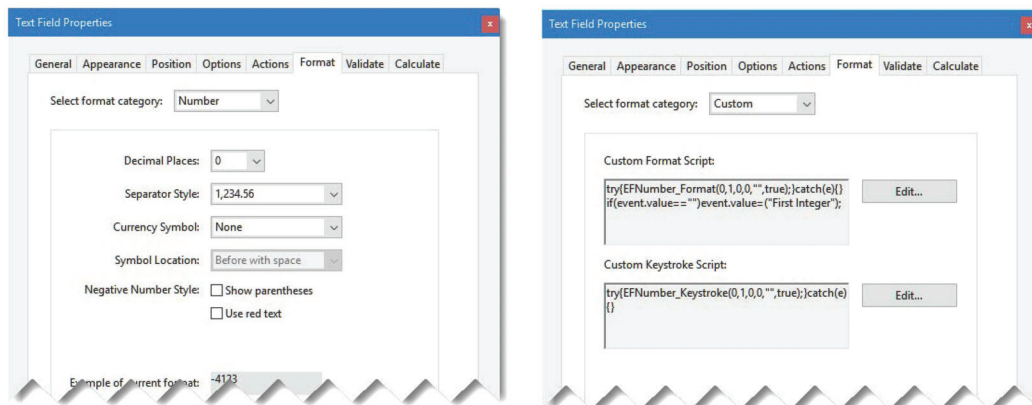 Text Field Properties
x
General Appearance Position Options Actions Format Validate Calculate
Select format category: Number
Decimal Places: 0
Separator Style: 1,234.56
Currency Symbol: None
Symbol Location: Before with space
Negative Number Style: Show parentheses
Use red text
Example of current format: -4123
Text Field Properties
x
General Appearance Position Options Actions Format Validate Calculate
Select format category: Custom
Custom Format Script:
try{EFNumber_Format(0,1,0,0,"",true);}catch(e){}
if(event.value=="")event.value=("First Integer");
Edit...
Custom Keystroke Script:
try{EFNumber_Keystroke(0,1,0,0,"",true);}catch(e)
{}
Edit...